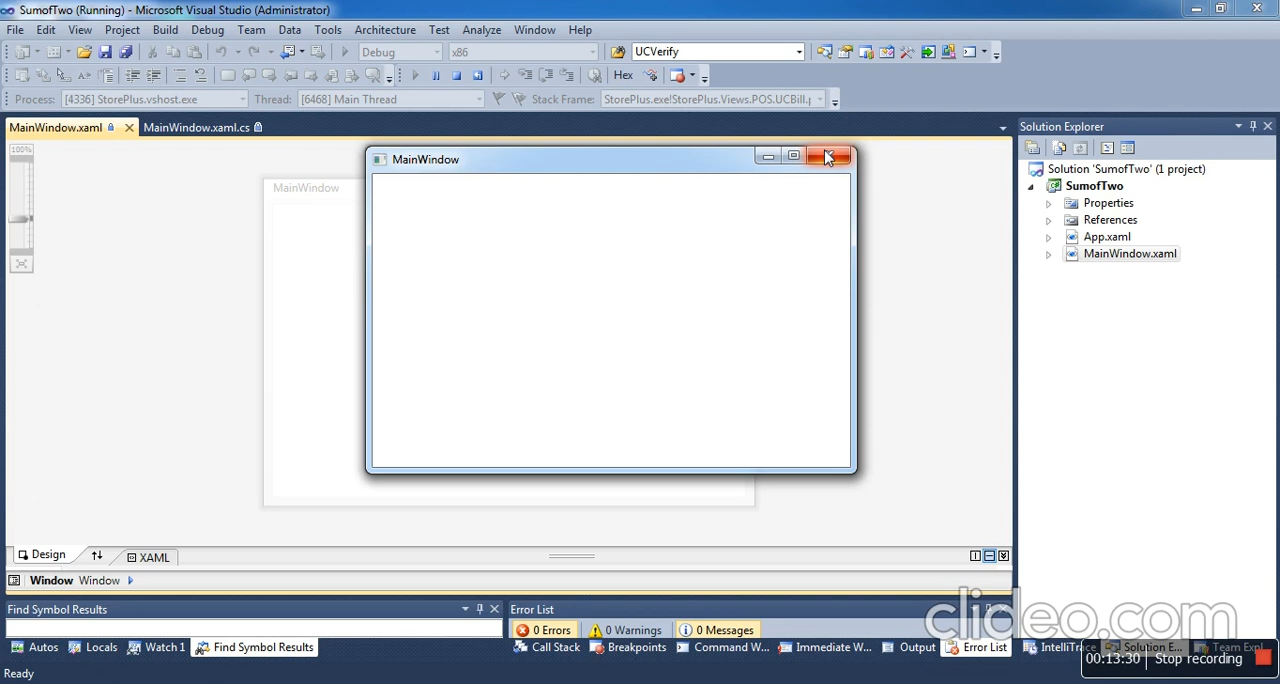 SumofTwo (Running) - Microsoft Visual Studio (Administrator)
File Edit View Project Build Debug Team Data Tools Architecture Test Analyze Window Help
Debug x86 UCVerify
Hex
Process: [4336] StorePlus.vshost.exe Thread: [6468] Main Thread Stack Frame: StorePlus.exe!StorePlus.Views.POS.UCBill.
MainWindow.xaml MainWindow.xaml.cs
Solution Explorer
100%
MainWindow
MainWindow
Solution 'SumofTwo' (1 project)
SumofTwo
Properties
References
App.xaml
MainWindow.xaml
Design XAML
Window Window
Find Symbol Results Error List
0 Errors 0 Warnings 0 Messages
clideo.com
Autos Locals Watch 1 Find Symbol Results Call Stack Breakpoints Command W... Immediate W... Output Error List IntelliTrace Solution E... Team Expl
00:13:30 Stop recording
Ready